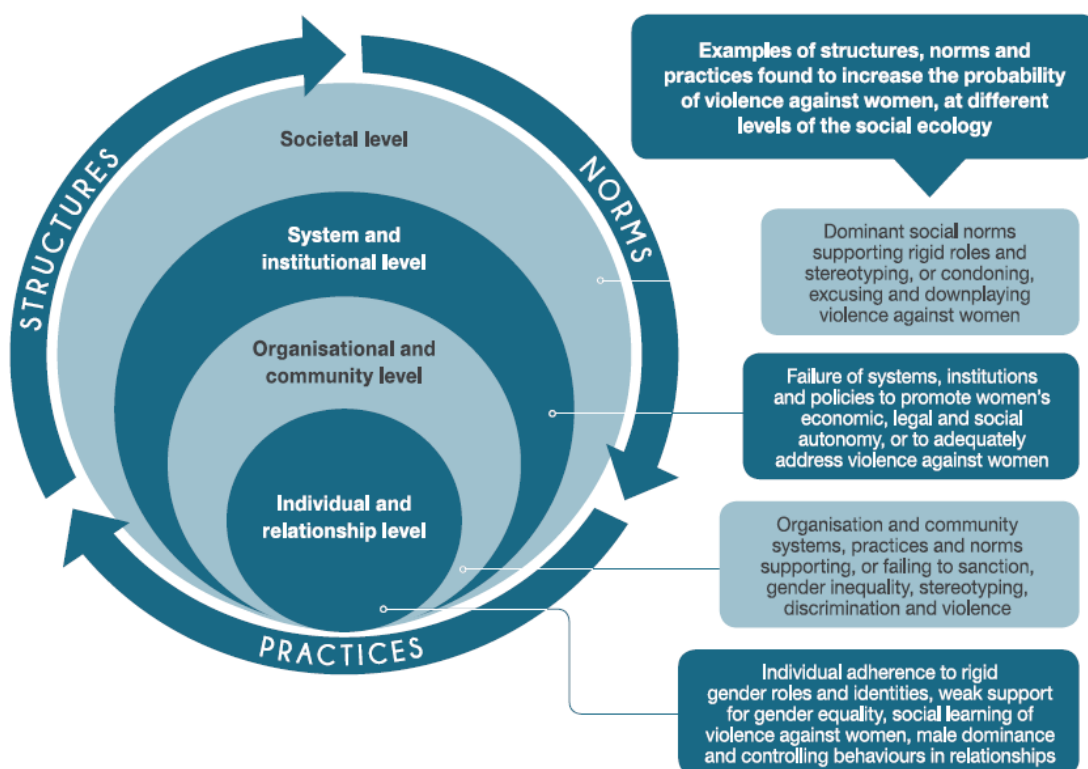 Examples of structures, norms and
practices found to increase the probability
of violence against women, at different
levels of the social ecology
STRUCTURES
NORMS
PRACTICES
Societal level
System and
institutional level
Organisational and
community level
Individual and
relationship level
Dominant social norms
supporting rigid roles and
stereotyping, or condoning,
excusing and downplaying
violence against women
Failure of systems, institutions
and policies to promote women's
economic, legal and social
autonomy, or to adequately
address violence against women
Organisation and community
systems, practices and norms
supporting, or failing to sanction,
gender inequality, stereotyping,
discrimination and violence
Individual adherence to rigid
gender roles and identities, weak support
for gender equality, social learning of
violence against women, male dominance
and controlling behaviours in relationships